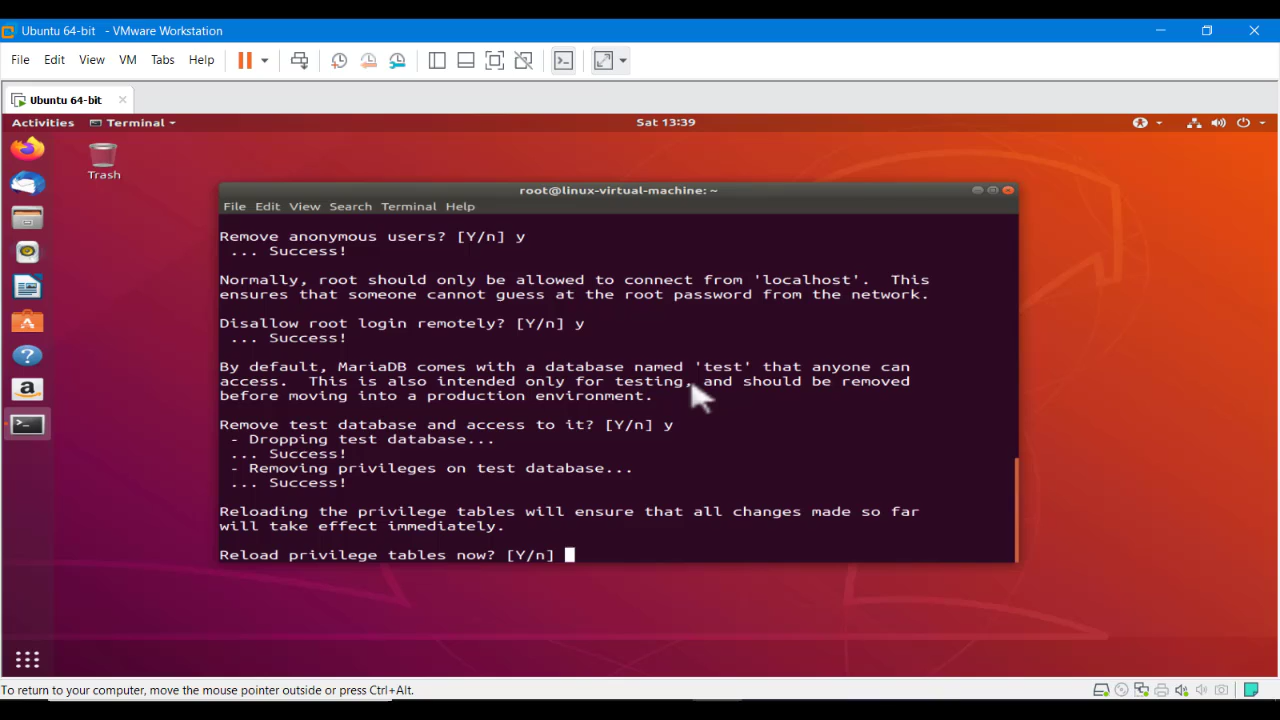 Ubuntu 64-bit - VMware Workstation
File Edit View VM Tabs Help
Ubuntu 64-bit
Activities Terminal Sat 13:39
Trash
root@linux-virtual-machine: ~
File Edit View Search Terminal Help
Remove anonymous users? [Y/n] y
... Success!
Normally, root should only be allowed to connect from 'localhost'. This
ensures that someone cannot guess at the root password from the network.
Disallow root login remotely? [Y/n] y
... Success!
By default, MariaDB comes with a database named 'test' that anyone can
access. This is also intended only for testing, and should be removed
before moving into a production environment.
Remove test database and access to it? [Y/n] y
- Dropping test database...
... Success!
- Removing privileges on test database...
... Success!
Reloading the privilege tables will ensure that all changes made so far
will take effect immediately.
Reload privilege tables now? [Y/n]
To return to your computer, move the mouse pointer outside or press Ctrl+Alt.